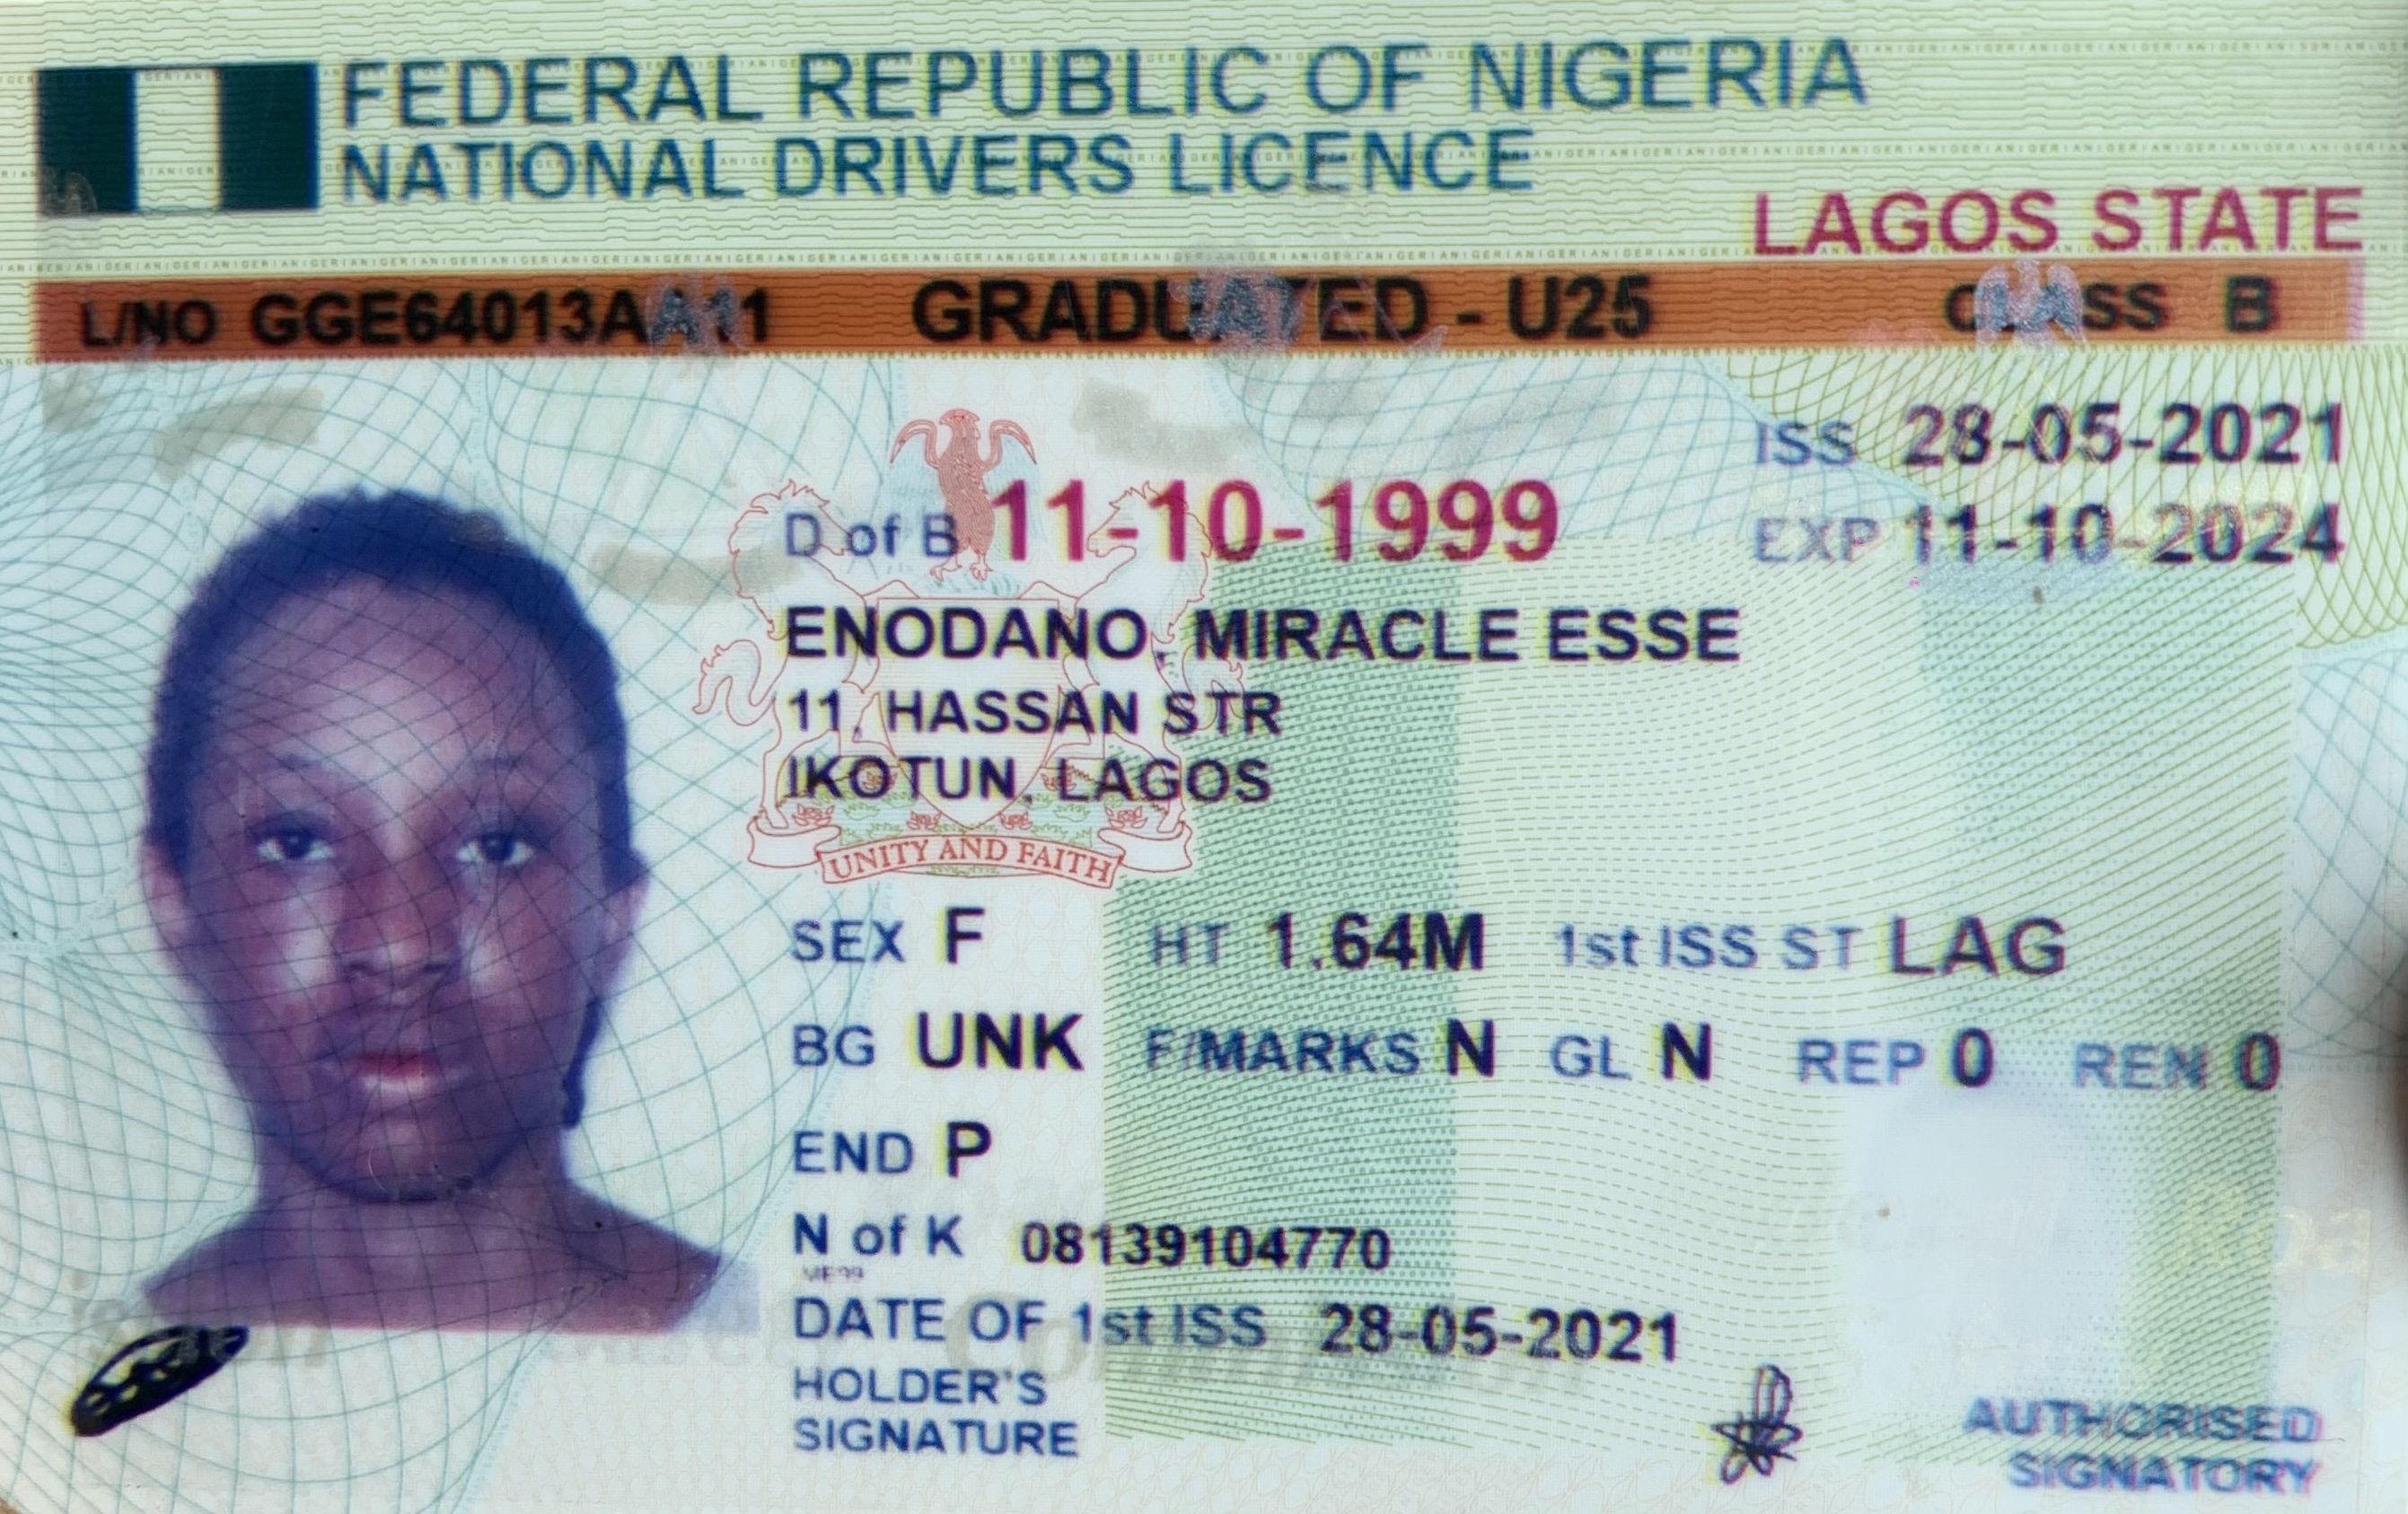 FEDERAL REPUBLIC OF NIGERIA
NATIONAL DRIVERS LICENCE
LAGOS STATE
L/NO GGE64013AA11 GRADUATED - U25 CLASS B
ISS 28-05-2021
D of B 11-10-1999 EXP 11-10-2024
ENODANO, MIRACLE ESSE
11, HASSAN STR
IKOTUN, LAGOS
UNITY AND FAITH
SEX F HT 1.64M 1st ISS ST LAG
BG UNK F/MARKS N GL N REP 0 REN 0
END P
N of K 08139104770
ME99
DATE OF 1st ISS 28-05-2021
HOLDER'S
SIGNATURE
AUTHORISED
SIGNATORY